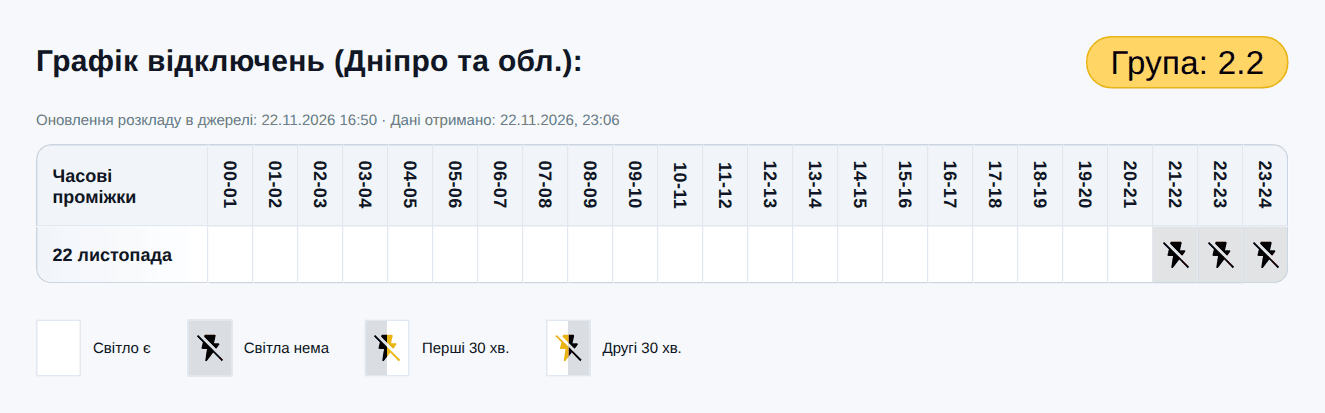 Графік відключень (Дніпро та обл.):
Група: 2.2
Оновлення розкладу в джерелі: 22.11.2026 16:50 · Дані отримано: 22.11.2026, 23:06
Часові
проміжки
00-01
01-02
02-03
03-04
04-05
05-06
06-07
07-08
08-09
09-10
10-11
11-12
12-13
13-14
14-15
15-16
16-17
17-18
18-19
19-20
20-21
21-22
22-23
23-24
22 листопада
Світло є
Світла нема
Перші 30 хв.
Другі 30 хв.